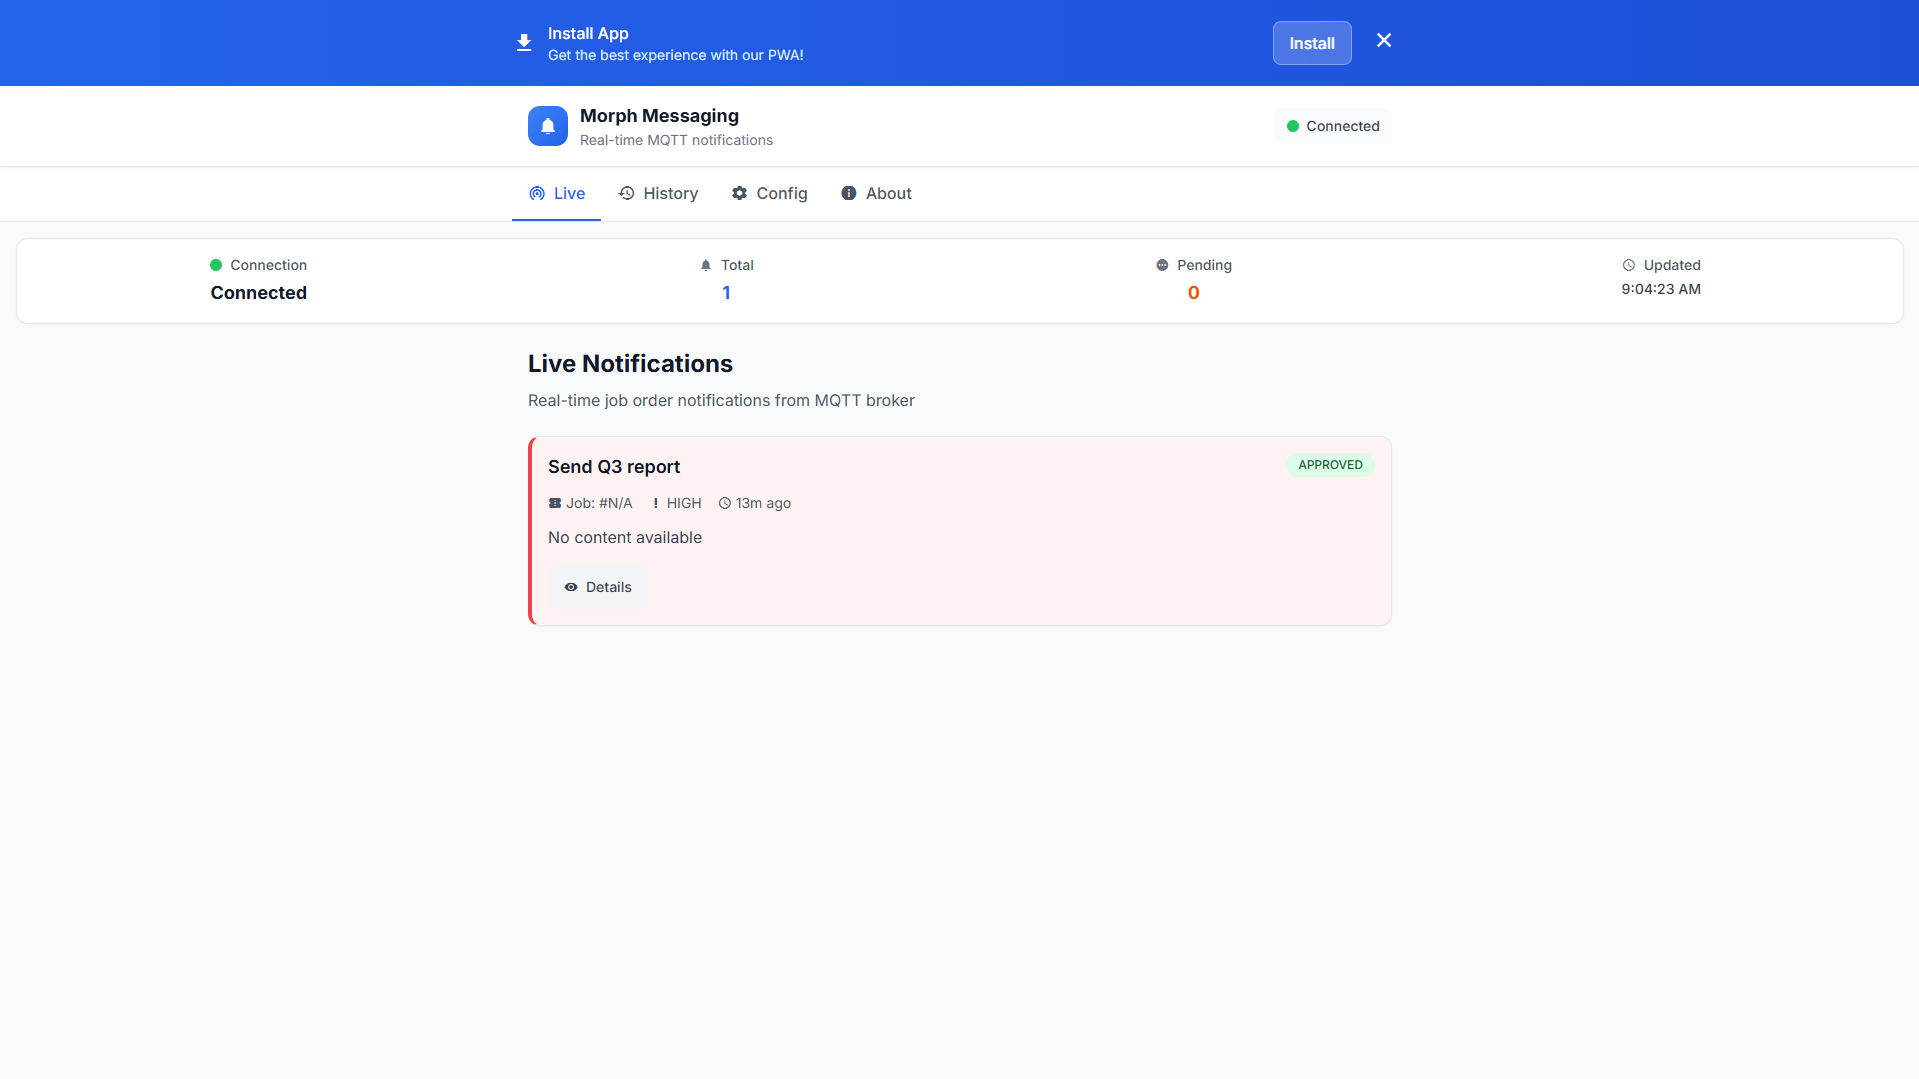 Install App
Get the best experience with our PWA!
Install
Morph Messaging
Real-time MQTT notifications
Connected
Live
History
Config
About
Connection
Connected
Total
1
Pending
0
Updated
9:04:23 AM
Live Notifications
Real-time job order notifications from MQTT broker
Send Q3 report
APPROVED
Job: #N/A
HIGH
13m ago
No content available
Details